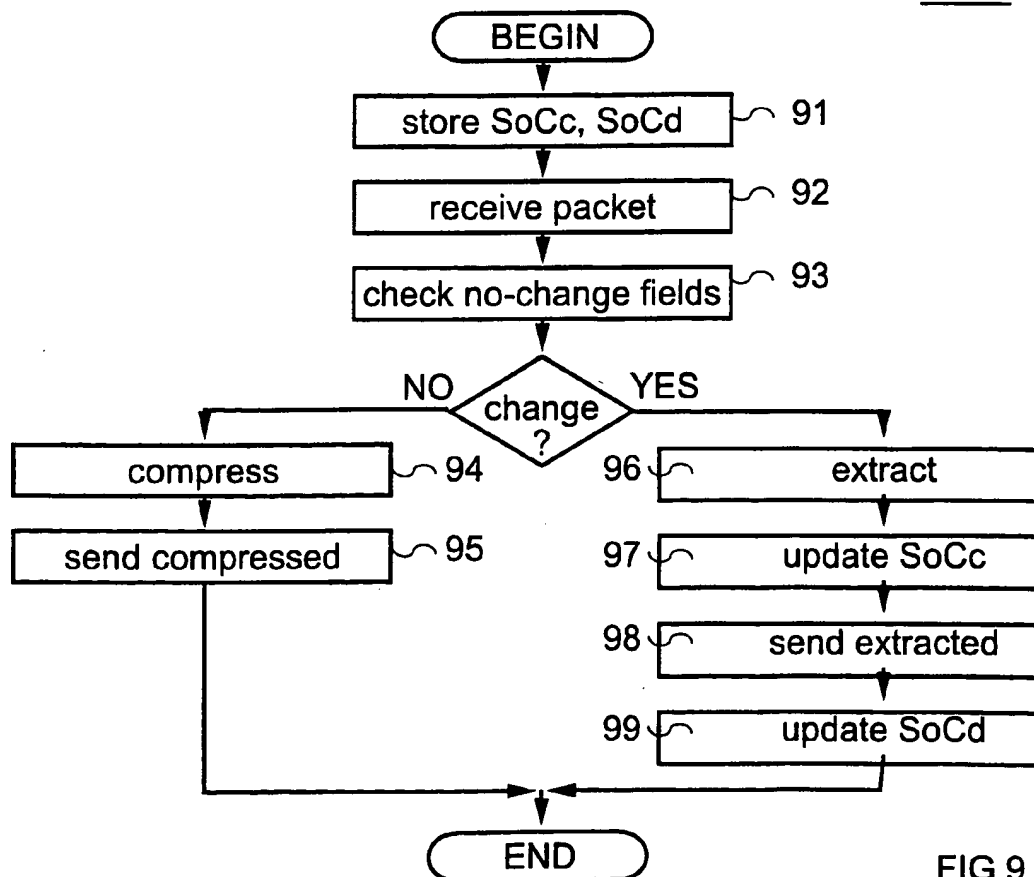 BEGIN
store SoCc, SoCd 91
receive packet 92
check no-change fields 93
NO YES
change
?
compress 94
96 extract
send compressed 95
97 update SoCc
98 send extracted
99 update SoCd
END
FIG 9